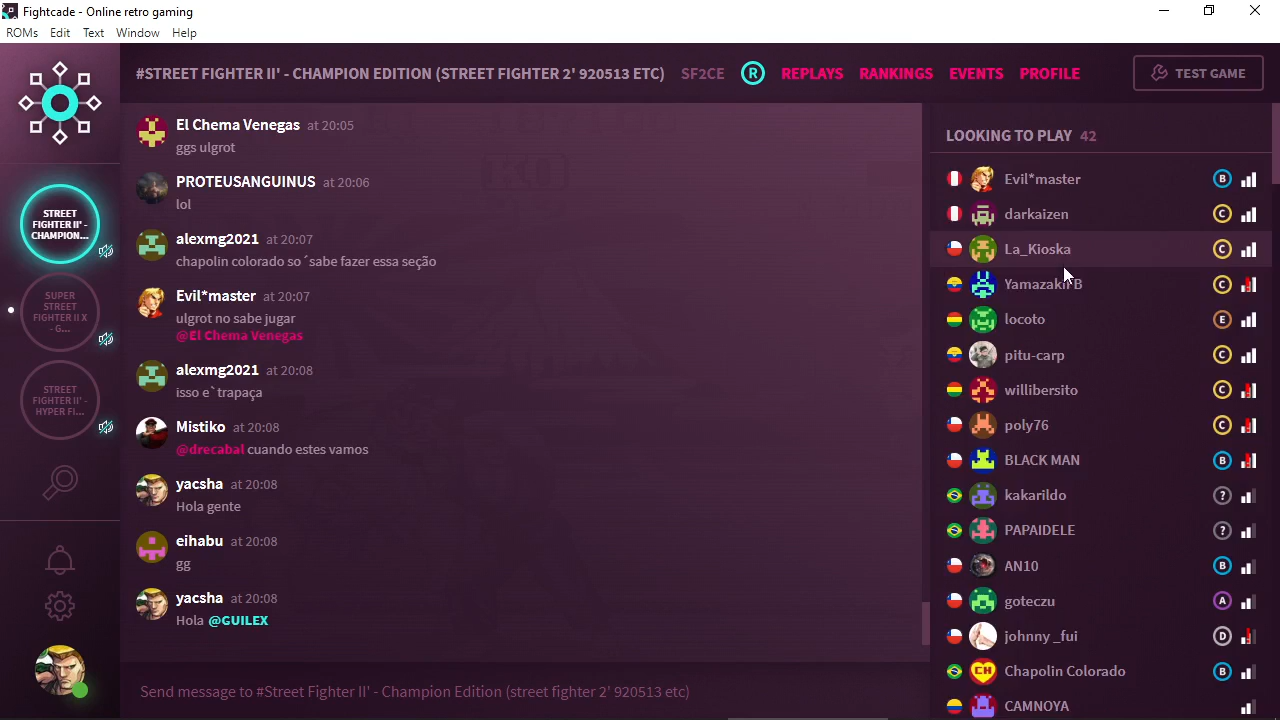 Fightcade - Online retro gaming
ROMs Edit Text Window Help
#STREET FIGHTER II' - CHAMPION EDITION (STREET FIGHTER 2' 920513 ETC) SF2CE R REPLAYS RANKINGS EVENTS PROFILE TEST GAME
STREET
FIGHTER II' -
CHAMPION...
SUPER
STREET
FIGHTER II X
- G...
STREET
FIGHTER II' -
HYPER FI...
El Chema Venegas at 20:05
ggs ulgrot
PROTEUSANGUINUS at 20:06
lol
alexmg2021 at 20:07
chapolin colorado so´sabe fazer essa seção
Evil*master at 20:07
ulgrot no sabe jugar
@El Chema Venegas
alexmg2021 at 20:08
isso e`trapaça
Mistiko at 20:08
@drecabal cuando estes vamos
yacsha at 20:08
Hola gente
eihabu at 20:08
gg
yacsha at 20:08
Hola @GUILEX
Send message to #Street Fighter II' - Champion Edition (street fighter 2' 920513 etc)
LOOKING TO PLAY 42
Evil*master B
darkaizen C
La_Kioska C
C
locoto E
pitu-carp C
willibersito C
poly76 C
BLACK MAN B
kakarildo ?
PAPAIDELE ?
AN10 B
goteczu A
johnny_fui D
CH Chapolin Colorado B
CAMNOYA